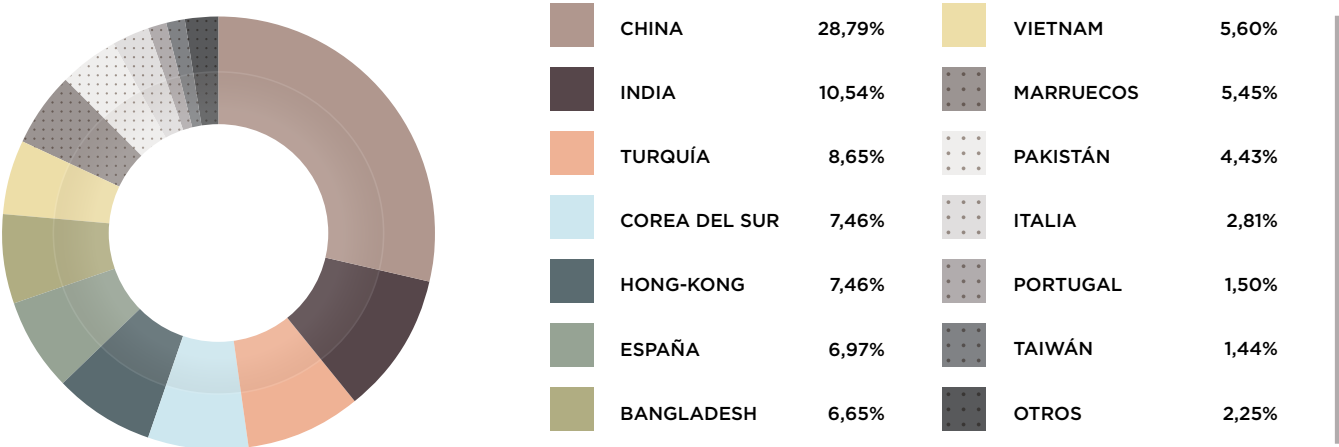 CHINA 28,79%
INDIA 10,54%
TURQUÍA 8,65%
COREA DEL SUR 7,46%
HONG-KONG 7,46%
ESPAÑA 6,97%
BANGLADESH 6,65%
VIETNAM 5,60%
MARRUECOS 5,45%
PAKISTÁN 4,43%
ITALIA 2,81%
PORTUGAL 1,50%
TAIWÁN 1,44%
OTROS 2,25%